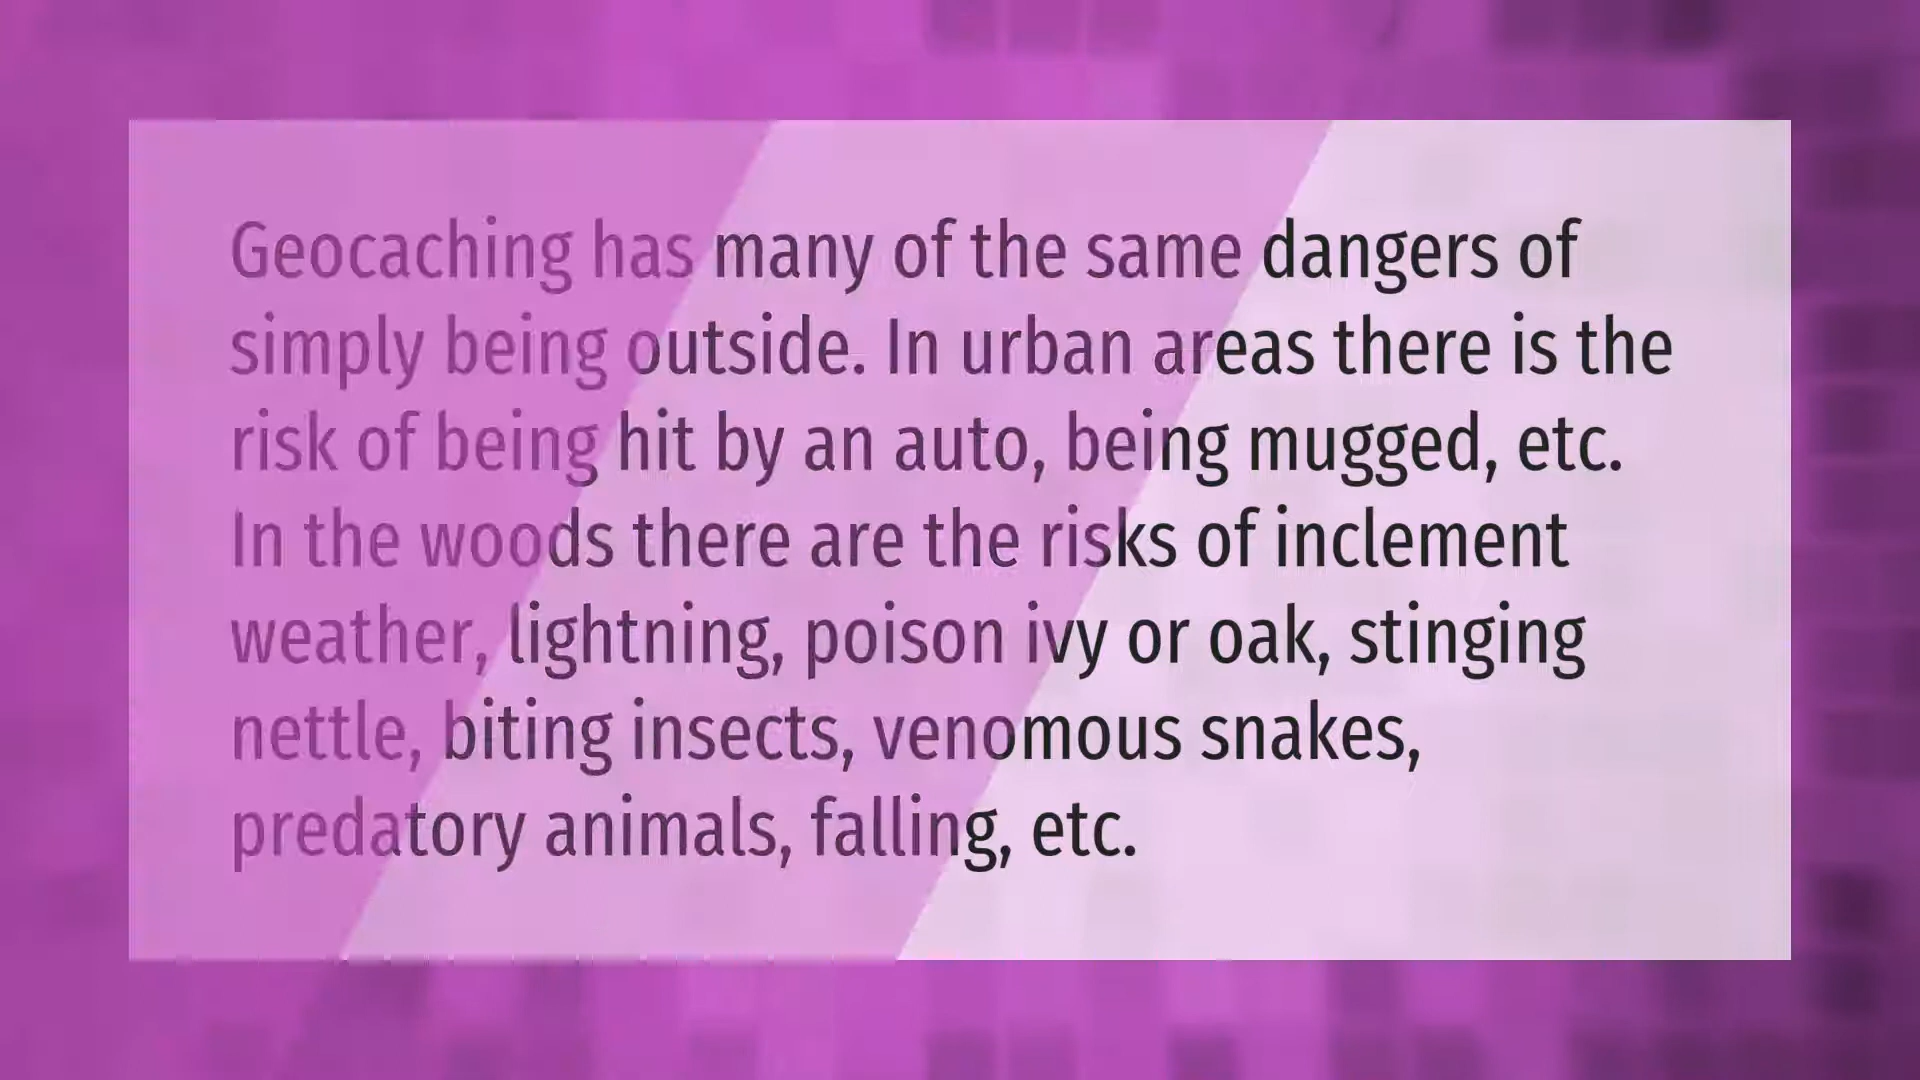 Geocaching has many of the same dangers of
simply being outside. In urban areas there is the
risk of being hit by an auto, being mugged, etc.
In the woods there are the risks of inclement
weather, lightning, poison ivy or oak, stinging
nettle, biting insects, venomous snakes,
predatory animals, falling, etc.